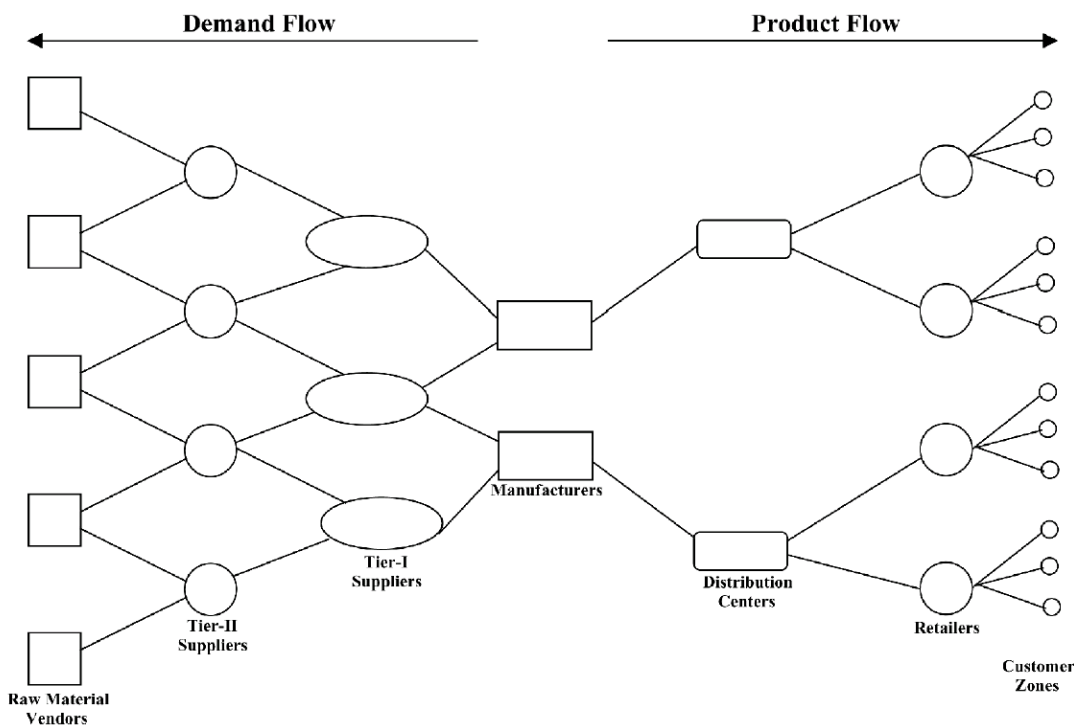 Demand Flow
Product Flow
Manufacturers
Tier-I
Suppliers
Distribution
Centers
Tier-II
Suppliers
Retailers
Customer
Zones
Raw Material
Vendors